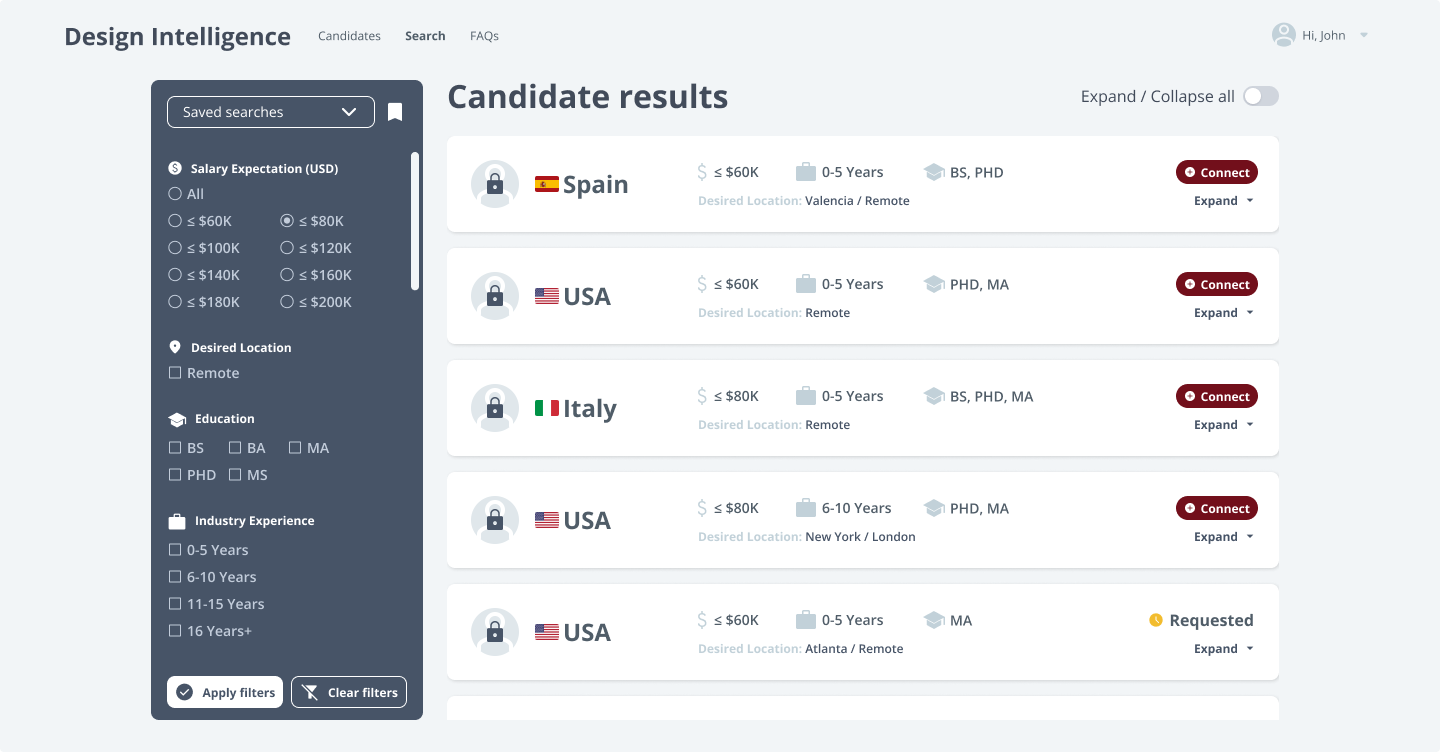 Design Intelligence
Candidates
Search
FAQs
Hi, John
Saved searches
Salary Expectation (USD)
All
≤ $60K
≤ $80K
≤ $100K
≤ $120K
≤ $140K
≤ $160K
≤ $180K
≤ $200K
Desired Location
Remote
Education
BS
BA
MA
PHD
MS
Industry Experience
0-5 Years
6-10 Years
11-15 Years
16 Years+
Apply filters
Clear filters
Candidate results
Expand / Collapse all
Spain
$ ≤ $60K
0-5 Years
BS, PHD
Desired Location: Valencia / Remote
Connect
Expand
USA
$ ≤ $60K
0-5 Years
PHD, MA
Desired Location: Remote
Connect
Expand
Italy
$ ≤ $80K
0-5 Years
BS, PHD, MA
Desired Location: Remote
Connect
Expand
USA
$ ≤ $80K
6-10 Years
PHD, MA
Desired Location: New York / London
Connect
Expand
USA
$ ≤ $60K
0-5 Years
MA
Desired Location: Atlanta / Remote
Requested
Expand